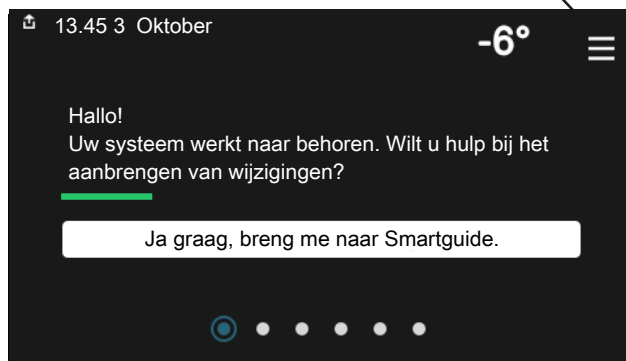 13.45 3 Oktober
-6°
Hallo!
Uw systeem werkt naar behoren. Wilt u hulp bij het
aanbrengen van wijzigingen?
Ja graag, breng me naar Smartguide.